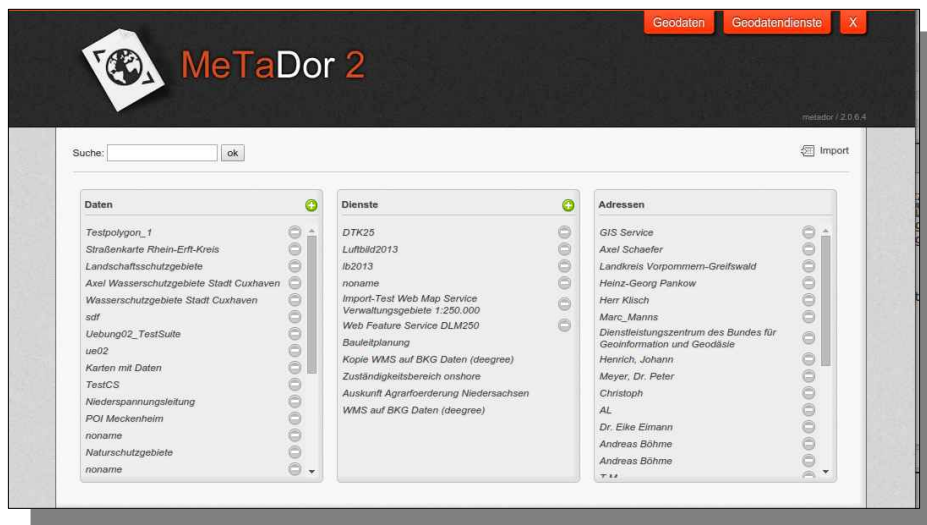 Geodaten
Geodatendienste
X
MeTaDor 2
metador / 2.0.6.4
Suche:
ok
Import
Daten
Testpolygon_1
Straßenkarte Rhein-Erft-Kreis
Landschaftsschutzgebiete
Axel Wasserschutzgebiete Stadt Cuxhaven
Wasserschutzgebiete Stadt Cuxhaven
sdf
Uebung02_TestSuite
ue02
Karten mit Daten
TestCS
Niederspannungsleitung
POI Meckenheim
noname
Naturschutzgebiete
noname
Dienste
DTK25
Luftbild2013
lb2013
noname
Import-Test Web Map Service
Verwaltungsgebiete 1:250.000
Web Feature Service DLM250
Bauleitplanung
Kopie WMS auf BKG Daten (deegree)
Zuständigkeitsbereich onshore
Auskunft Agrarfoerderung Niedersachsen
WMS auf BKG Daten (deegree)
Adressen
GIS Service
Axel Schaefer
Landkreis Vorpommern-Greifswald
Heinz-Georg Pankow
Herr Klisch
Marc_Manns
Dienstleistungszentrum des Bundes für
Geoinformation und Geodäsie
Henrich, Johann
Meyer, Dr. Peter
Christoph
AL
Dr. Eike Eimann
Andreas Böhme
Andreas Böhme